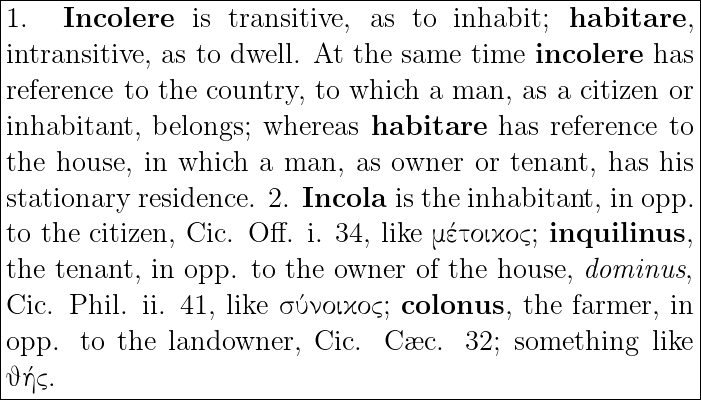 1. Incolere is transitive, as to inhabit; habitare,
intransitive, as to dwell. At the same time incolere has
reference to the country, to which a man, as a citizen or
inhabitant, belongs; whereas habitare has reference to
the house, in which a man, as owner or tenant, has his
stationary residence. 2. Incola is the inhabitant, in opp.
to the citizen, Cic. Off. i. 34, like μέτοικος; inquilinus,
the tenant, in opp. to the owner of the house, dominus,
Cic. Phil. ii. 41, like σύνοικος; colonus, the farmer, in
opp. to the landowner, Cic. Cæc. 32; something like
ϑής.